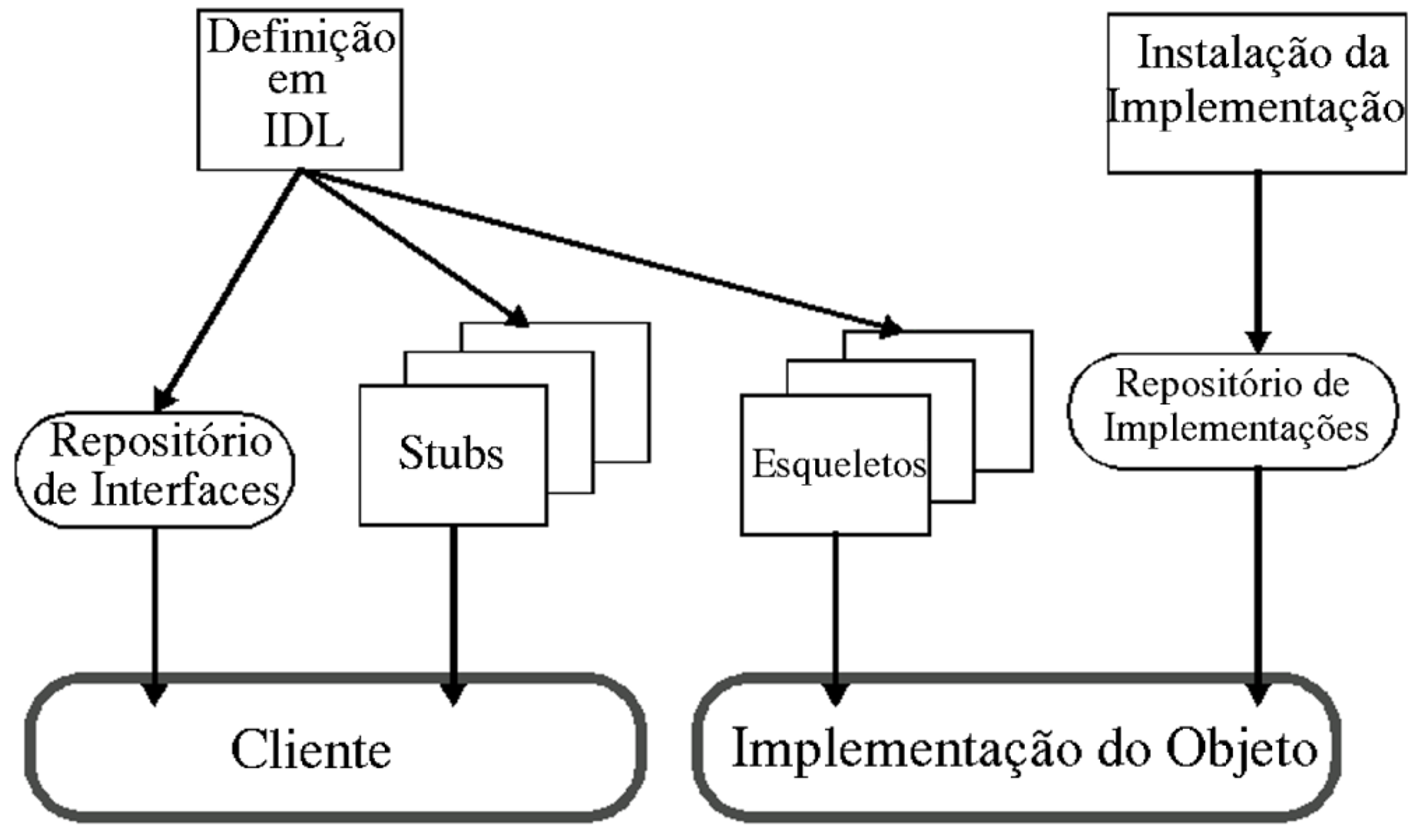 Definição
em
IDL
Instalação da
Implementação
Repositório
de Interfaces
Stubs
Esqueletos
Repositório de
Implementações
Cliente
Implementação do Objeto